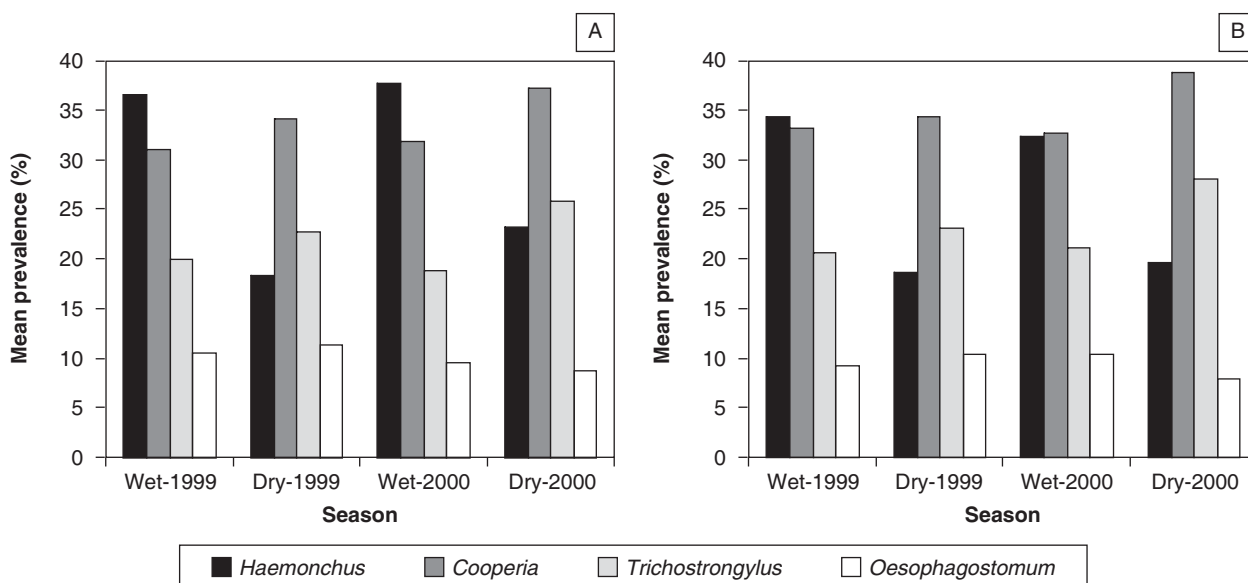 A
B
Mean prevalence (%)
40
35
30
25
20
15
10
5
0
Wet-1999 Dry-1999 Wet-2000 Dry-2000
Season
Mean prevalence (%)
40
35
30
25
20
15
10
5
0
Wet-1999 Dry-1999 Wet-2000 Dry-2000
Season
Haemonchus Cooperia Trichostrongylus Oesophagostomum